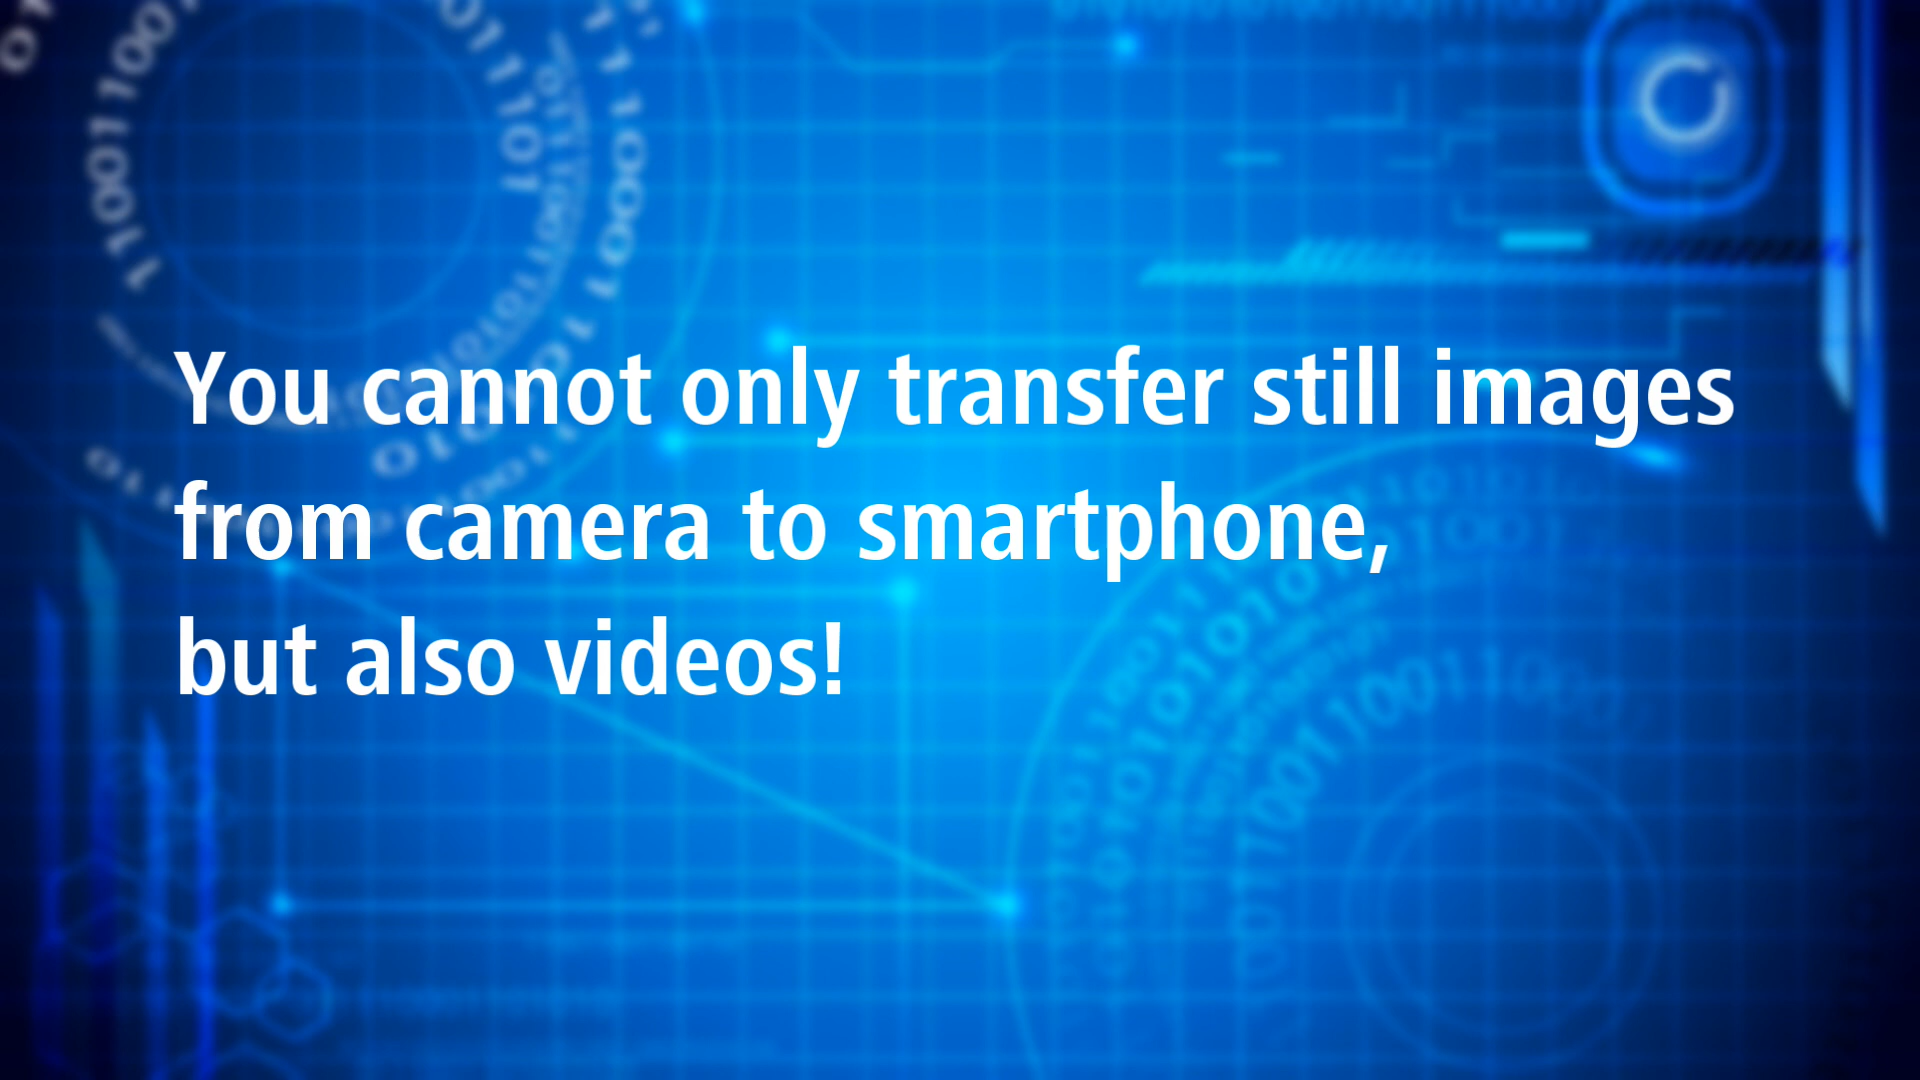 You cannot only transfer still images
from camera to smartphone,
but also videos!